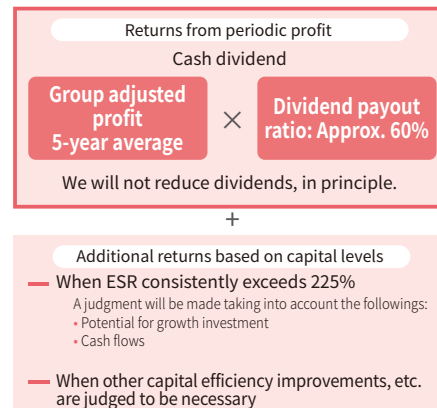 Returns from periodic profit
Cash dividend
Group adjusted
profit
5-year average
×
Dividend payout
ratio: Approx. 60%
We will not reduce dividends, in principle.
+
Additional returns based on capital levels
When ESR consistently exceeds 225%
A judgment will be made taking into account the followings:
• Potential for growth investment
• Cash flows
When other capital efficiency improvements, etc.
are judged to be necessary